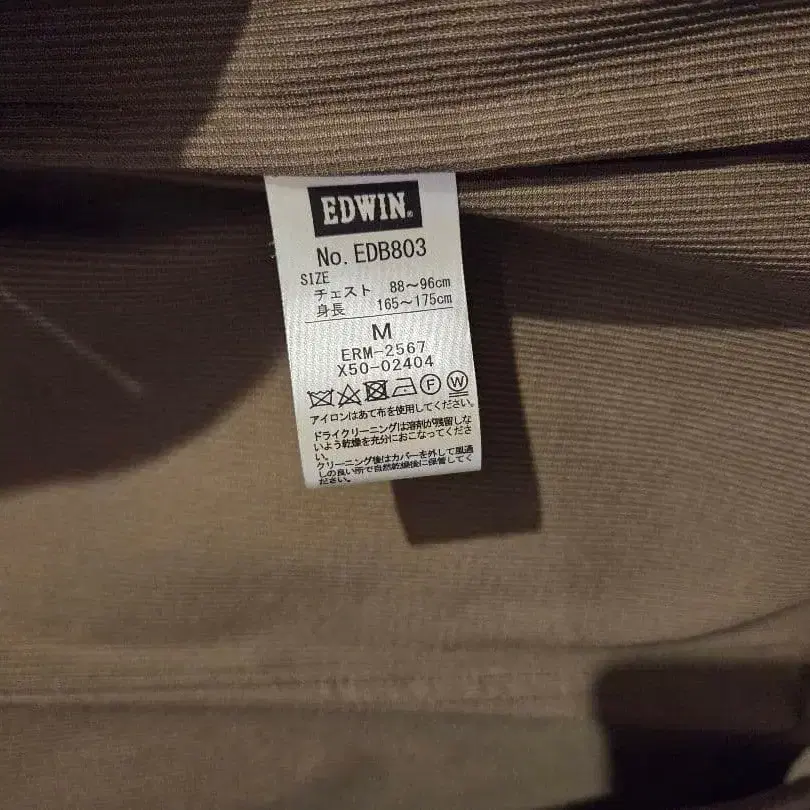 EDWIN®
No. EDB803
SIZE
チェスト 88〜96cm
身長 165〜175cm
M
ERM-2567
X50-02404
F W
アイロンはあて布を使用してください。
ドライクリーニングは溶剤が残留しな
いよう乾燥を充分におこなってくださ
い。
クリーニング後はカバーを外して風通
しの良い所で自然乾燥後に保管してく
ださい。